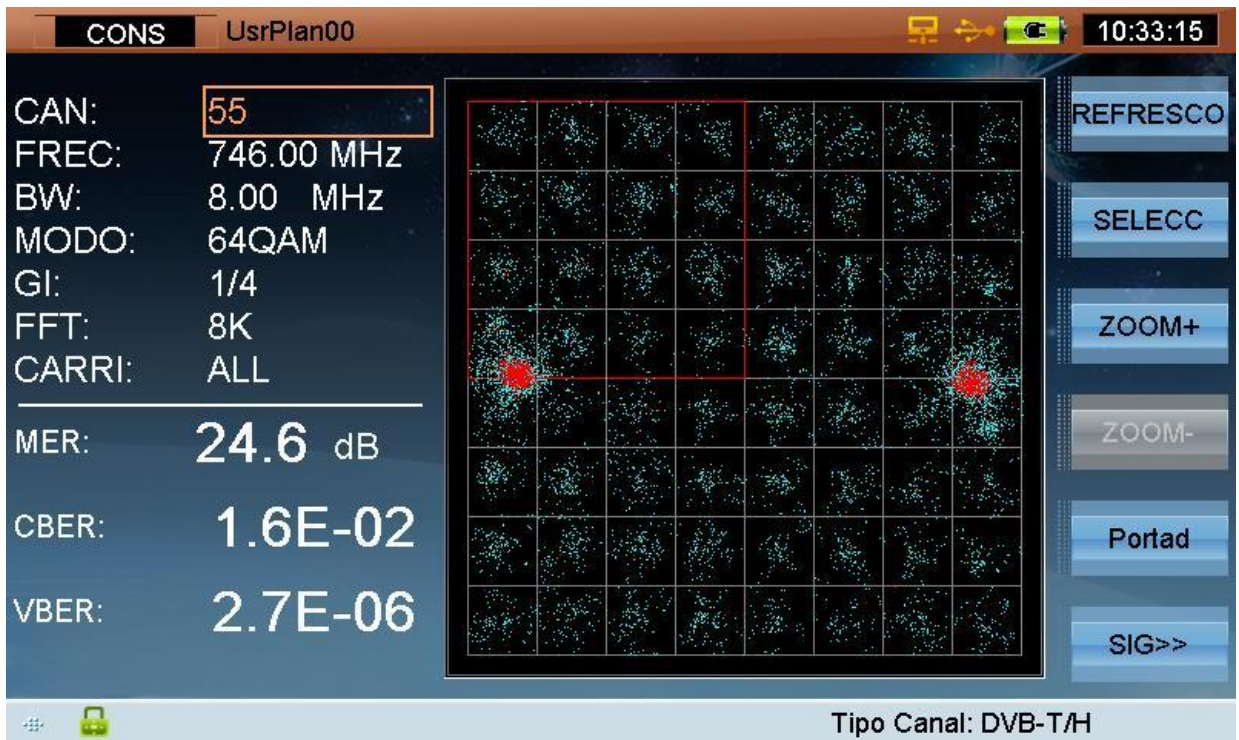 CONS UsrPlan00 10:33:15
CAN: 55
FREC: 746.00 MHz
BW: 8.00 MHz
MODO: 64QAM
GI: 1/4
FFT: 8K
CARRI: ALL
MER: 24.6 dB
CBER: 1.6E-02
VBER: 2.7E-06
REFRESCO
SELECC
ZOOM+
ZOOM-
Portad
SIG>>
Tipo Canal: DVB-T/H